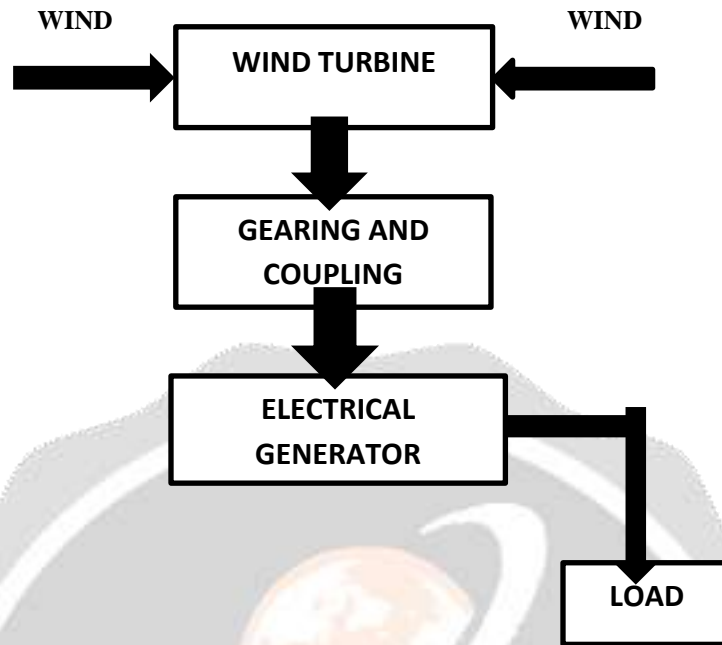 WIND
WIND
WIND TURBINE
GEARING AND
COUPLING
ELECTRICAL
GENERATOR
LOAD